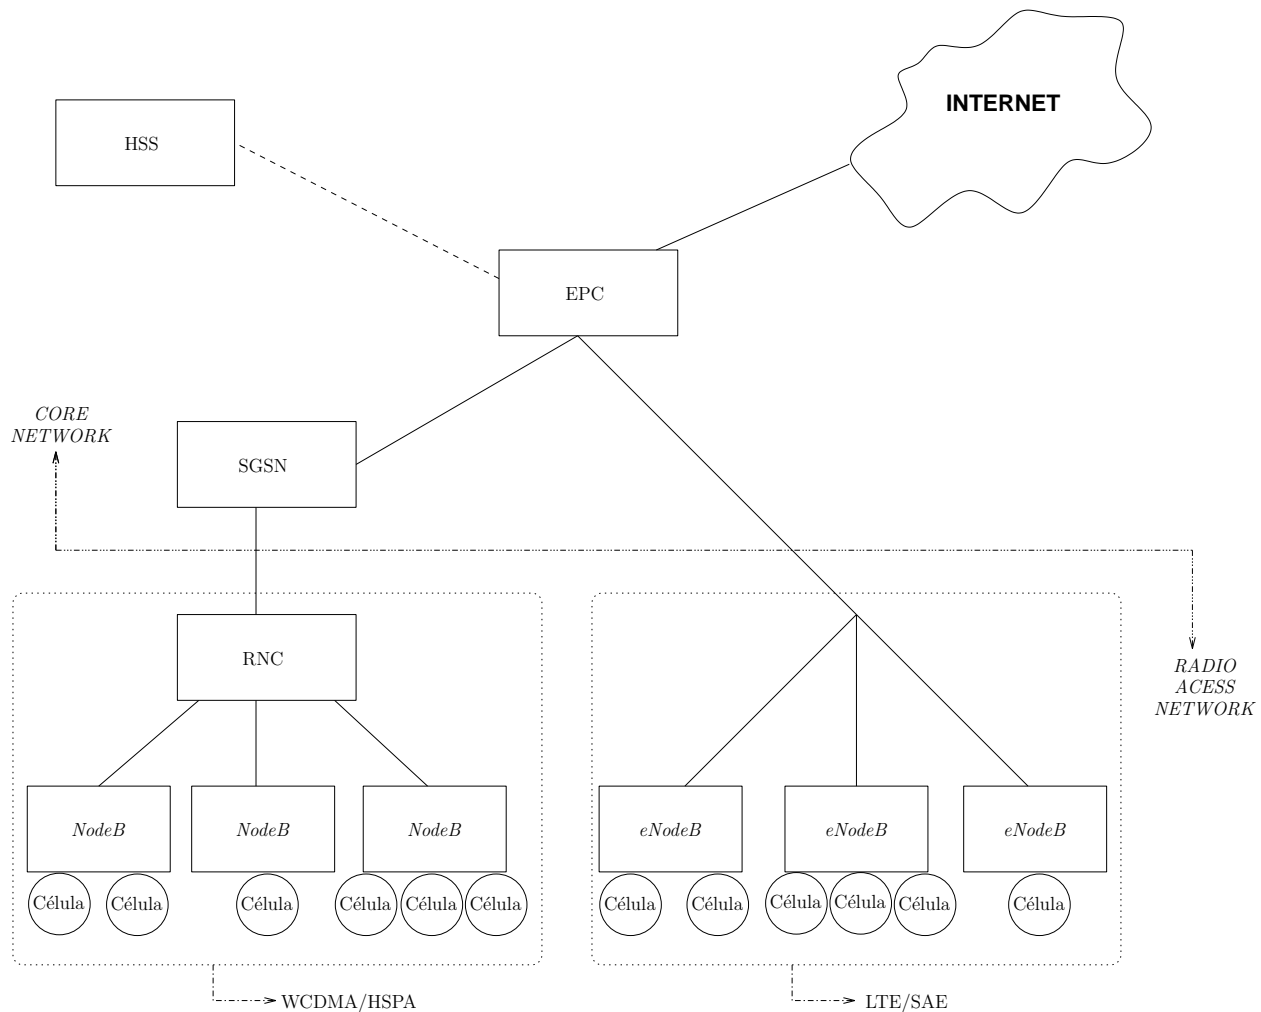 INTERNET
HSS
EPC
CORE
NETWORK
SGSN
RNC
RADIO
ACESS
NETWORK
NodeB
NodeB
NodeB
eNodeB
eNodeB
eNodeB
Célula
Célula
Célula
Célula
Célula
Célula
Célula
Célula
Célula
Célula
Célula
Célula
WCDMA/HSPA
LTE/SAE